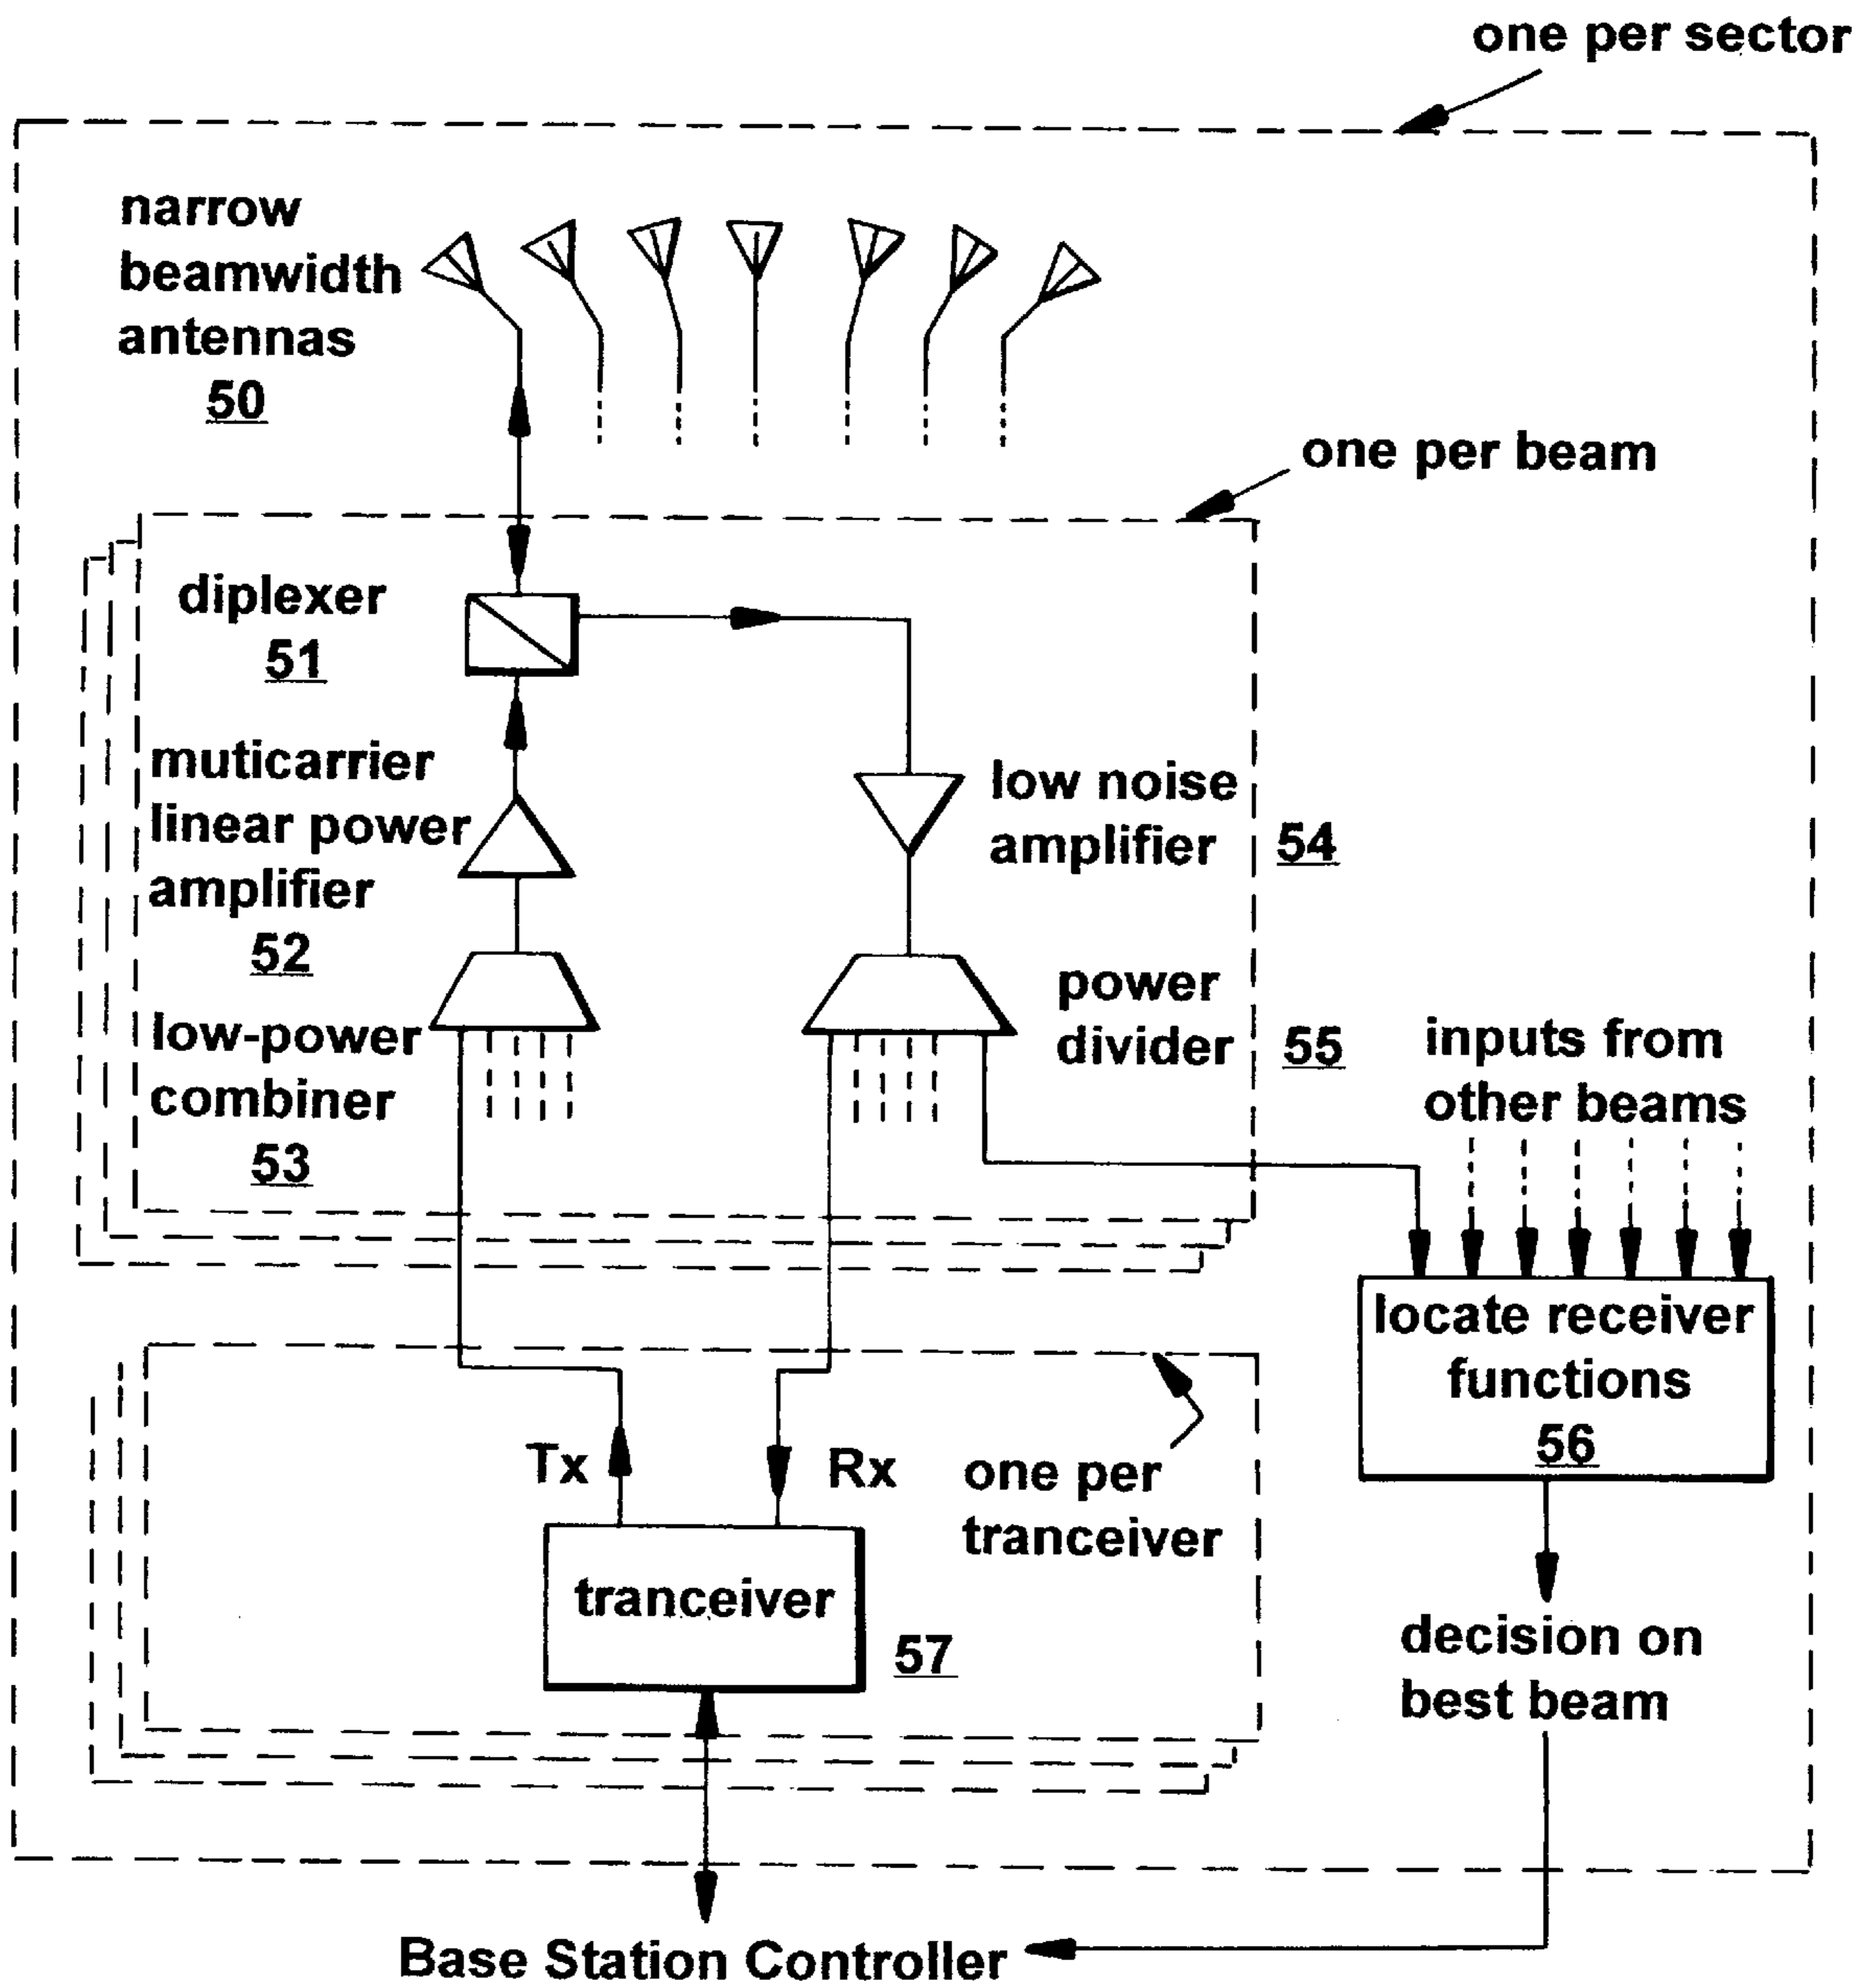 one per sector
narrow
beamwidth
antennas
50
one per beam
diplexer
51
muticarrier
linear power
amplifier
52
low noise
amplifier
54
low-power
combiner
53
power
divider
55
inputs from
other beams
locate receiver
functions
56
Tx
Rx
one per
tranceiver
tranceiver
57
decision on
best beam
Base Station Controller